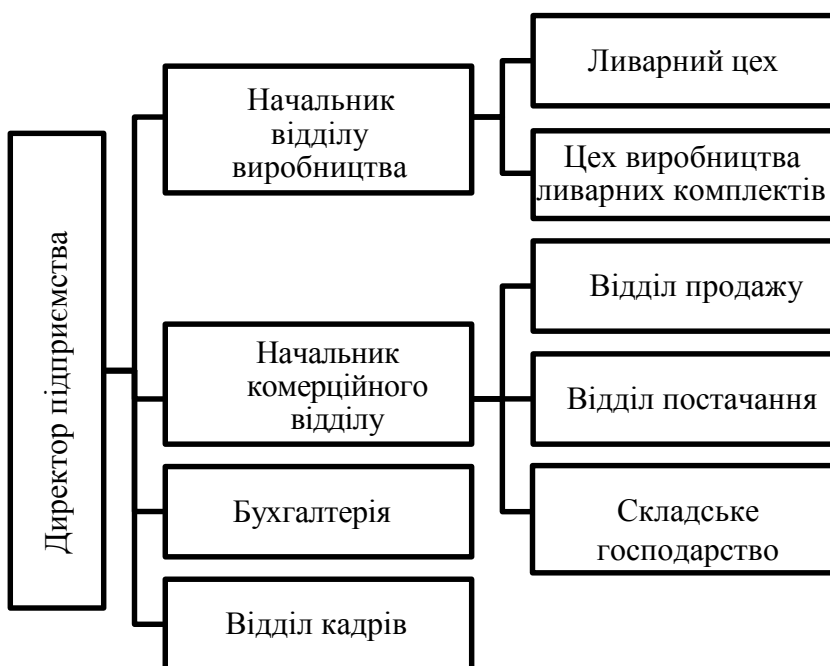 Директор підприємства
Начальник
відділу
виробництва
Ливарний цех
Цех виробництва
ливарних комплектів
Начальник
комерційного
відділу
Відділ продажу
Відділ постачання
Складське
господарство
Бухгалтерія
Відділ кадрів